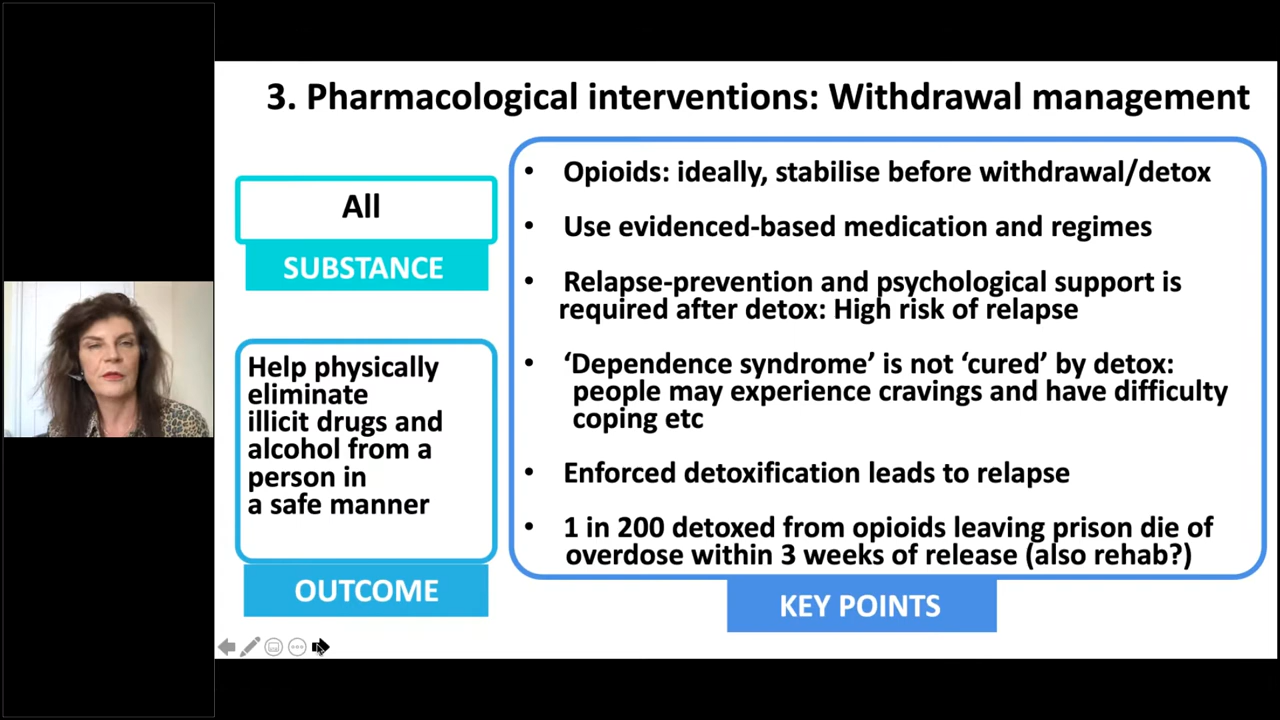 3. Pharmacological interventions: Withdrawal management
All
SUBSTANCE
Help physically
eliminate
illicit drugs and
alcohol from a
person in
a safe manner
OUTCOME
• Opioids: ideally, stabilise before withdrawal/detox
• Use evidenced-based medication and regimes
• Relapse-prevention and psychological support is
required after detox: High risk of relapse
• ‘Dependence syndrome’ is not ‘cured’ by detox:
people may experience cravings and have difficulty
coping etc
• Enforced detoxification leads to relapse
• 1 in 200 detoxed from opioids leaving prison die of
overdose within 3 weeks of release (also rehab?)
KEY POINTS